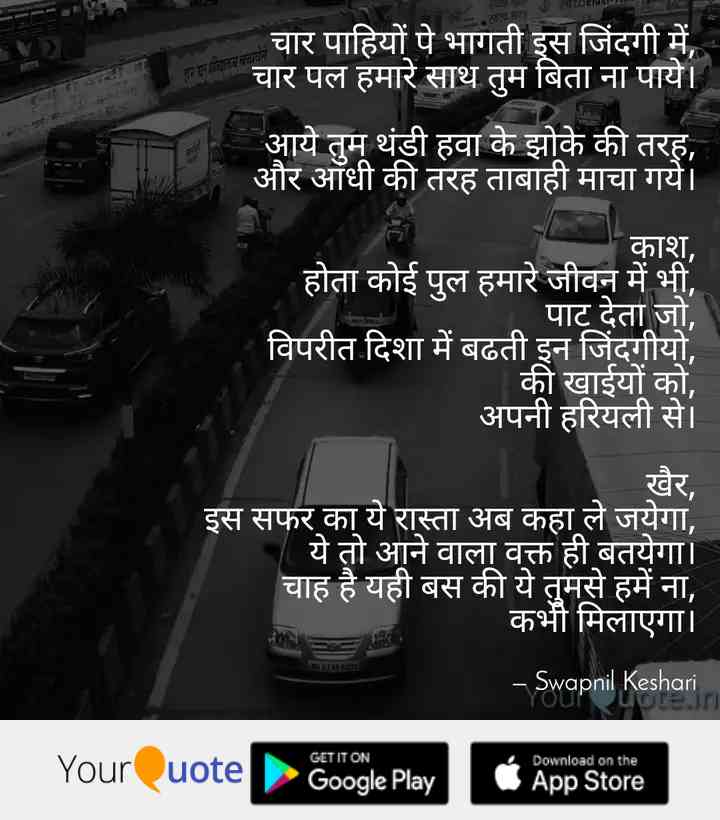 चार पाहियों पे भागती इस जिंदगी में,
चार पल हमारे साथ तुम बिता ना पाये।
आये तुम थंडी हवा के झोके की तरह,
और आंधी की तरह ताबाही माचा गये।
काश,
होता कोई पुल हमारे जीवन में भी,
पाट देता जो,
विपरीत दिशा में बढती इन जिंदगीयो,
की खाईयों को,
अपनी हरियली से।
खैर,
इस सफर का ये रास्ता अब कहा ले जयेगा,
ये तो आने वाला वक्त ही बतयेगा।
चाह है यही बस की ये तुमसे हमें ना,
कभी मिलाएगा।
– Swapnil Keshari
YourQuote.in
YourQuote
GET IT ON
Google Play
Download on the
App Store